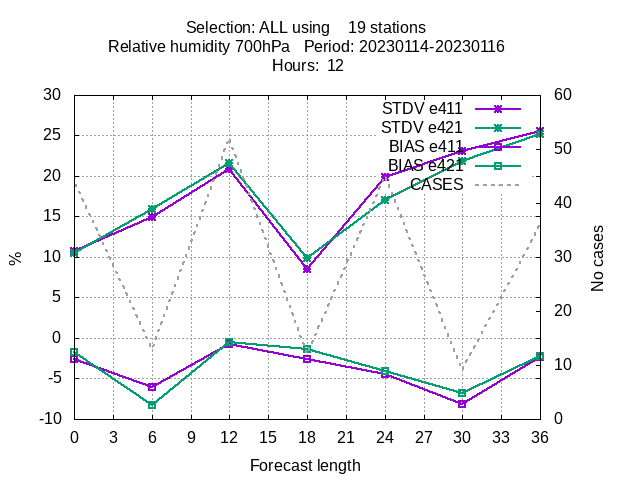 Selection: ALL using    19 stations
Relative humidity 700hPa   Period: 20230114-20230116
Hours:  12
30
25
20
15
10
5
0
-5
-10
%
STDV e411
STDV e421
BIAS e411
BIAS e421
CASES
60
50
40
30
20
10
0
No cases
0 3 6 9 12 15 18 21 24 27 30 33 36
Forecast length